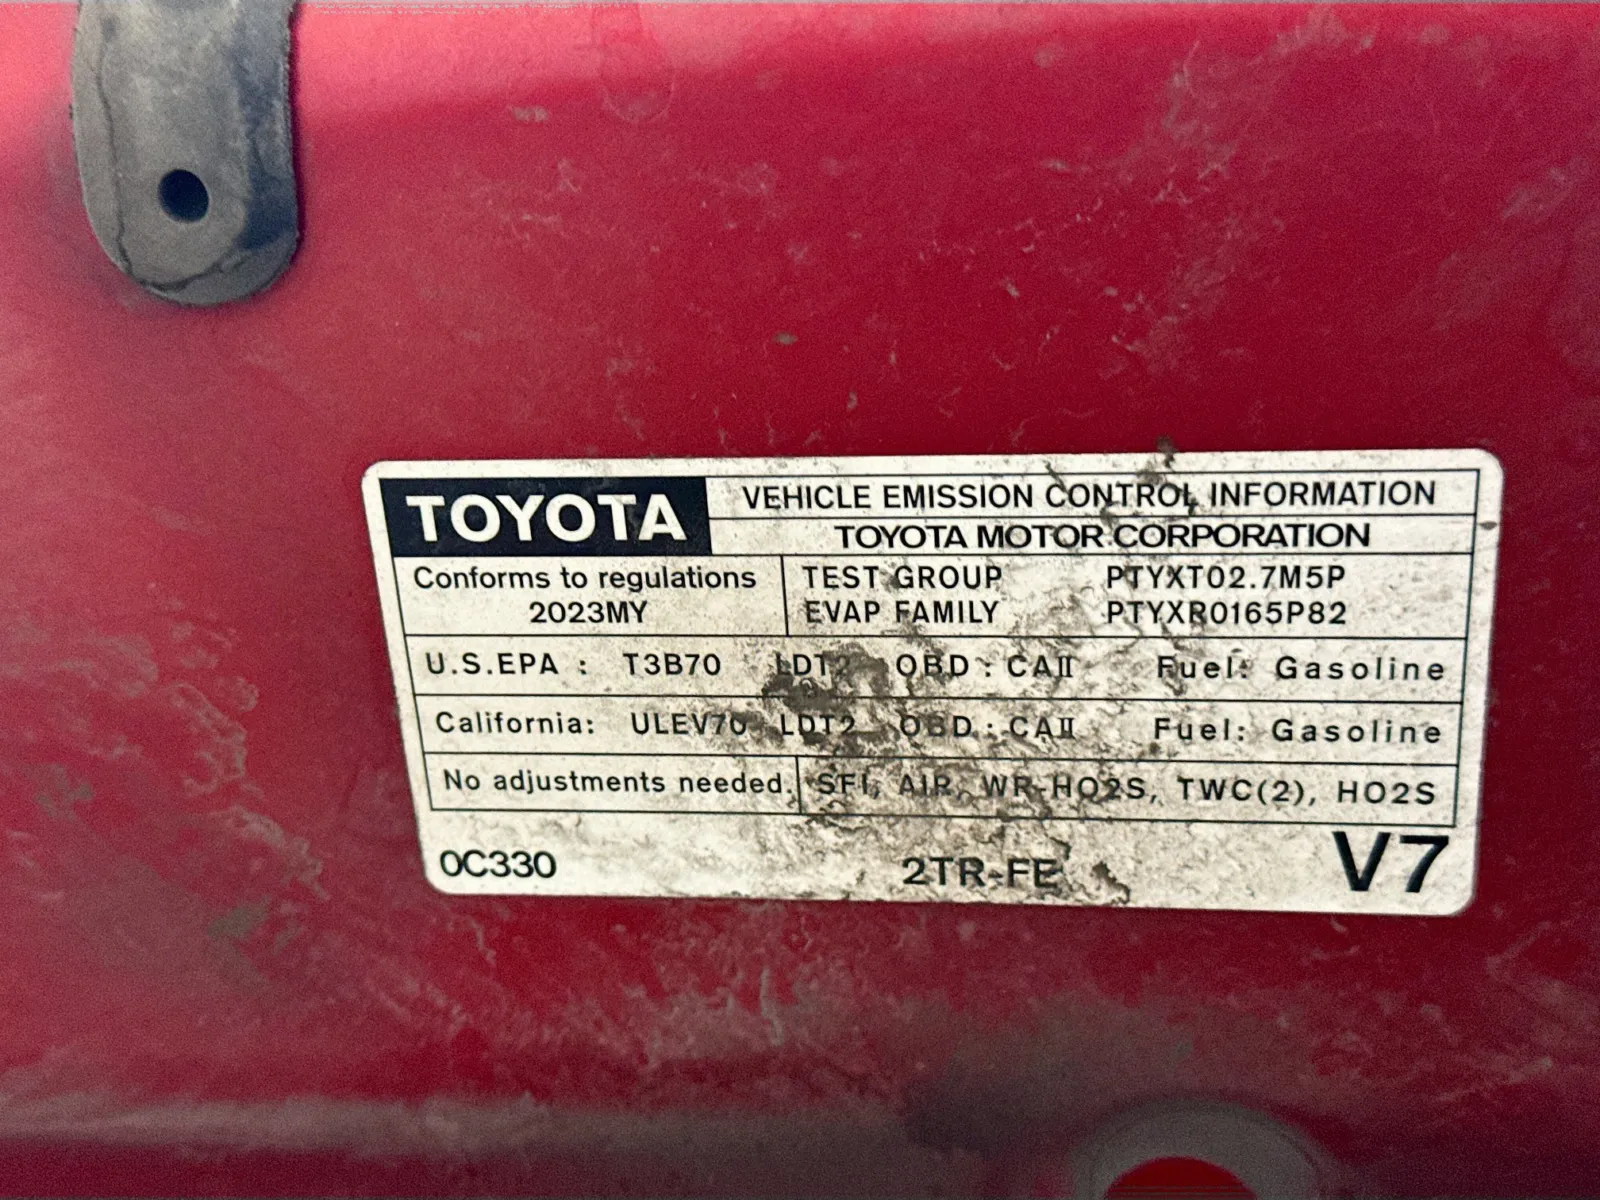 TOYOTA
VEHICLE EMISSION CONTROL INFORMATION
TOYOTA MOTOR CORPORATION
Conforms to regulations
2023MY
TEST GROUP PTYXT02.7M5P
EVAP FAMILY PTYXR0165P82
U.S.EPA : T3B70 LDT2 OBD : CAⅡ Fuel: Gasoline
California: ULEV70 LDT2 OBD : CAⅡ Fuel: Gasoline
No adjustments needed. SFI, AIR, WR-HO2S, TWC(2), HO2S
0C330 2TR-FE V7